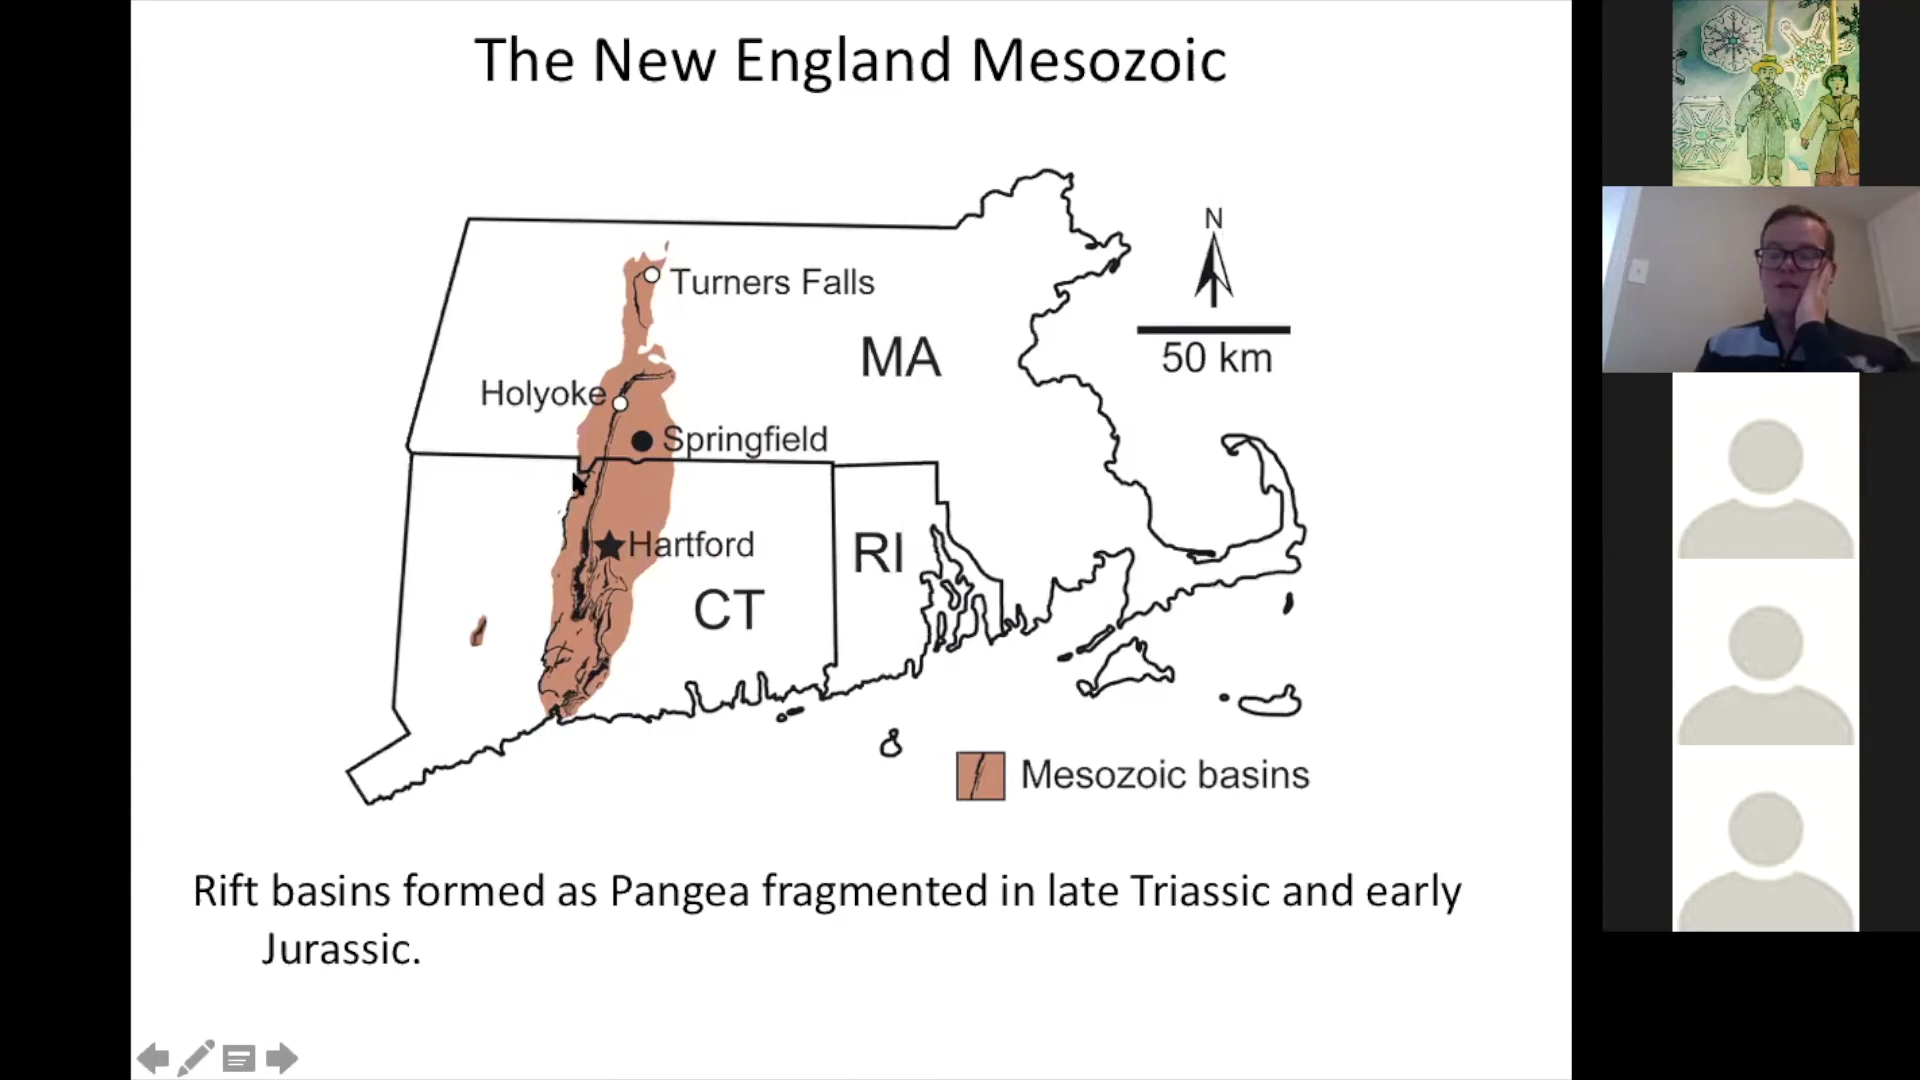 The New England Mesozoic
N
50 km
Turners Falls
MA
Holyoke
Springfield
Hartford
RI
CT
Mesozoic basins
Rift basins formed as Pangea fragmented in late Triassic and early
Jurassic.